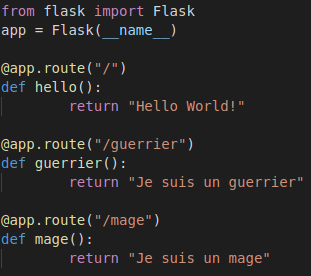 from flask import Flask
app = Flask(__name__)

@app.route("/")
def hello():
        return "Hello World!"

@app.route("/guerrier")
def guerrier():
        return "Je suis un guerrier"

@app.route("/mage")
def mage():
        return "Je suis un mage"